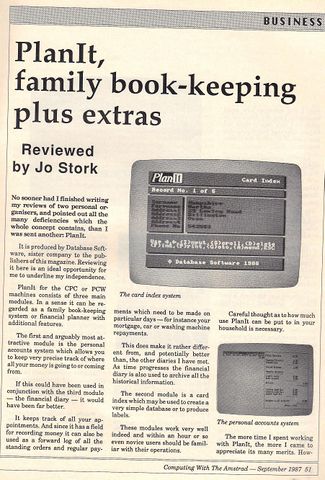 BUSINESS
PlanIt,
family book-keeping
plus extras
Reviewed
by Jo Stork
No sooner had I finished writing
my reviews of two personal or-
ganisers, and pointed out all the
many deficiencies which the
whole concept contains, than I
was sent another: PlanIt.
It is produced by Database Soft-
ware, sister company to the pub-
lishers of this magazine. Reviewing
it here is an ideal opportunity for
me to underline my independence.
PlanIt for the CPC or PCW
machines consists of three main
modules. In a sense it can be re-
garded as a family book-keeping
system or financial planner with
additional features.
The first and arguably most at-
tractive module is the personal
accounts system which allows you
to keep very precise track of where
all your money is going to or coming
from.
If this could have been used in
conjunction with the third module
— the financial diary — it would
have been far better.
It keeps track of all your ap-
pointments. And since it has a field
for recording money it can also be
used as a forward log of all the
standing orders and regular pay-
PlanIt
Card Index
Record No. 1 of 6
© Database Software 1986
The card index system
ments which need to be made on
particular days — for instance your
mortgage, car or washing machine
repayments.
This does make it rather differ-
ent from, and potentially better
than, the other diaries I have met.
As time progresses the financial
diary is also used to archive all the
historical information.
The second module is a card
index which may be used to create a
very simple database or to produce
labels.
These modules work very well
indeed and within an hour or so
even novice users should be famil-
iar with their operations.
Careful thought as to how much
use PlanIt can be put to in your
household is necessary.
The personal accounts system
The more time I spent working
with PlanIt, the more I came to
appreciate its many merits. How-
Computing With The Amstrad — September 1987 51